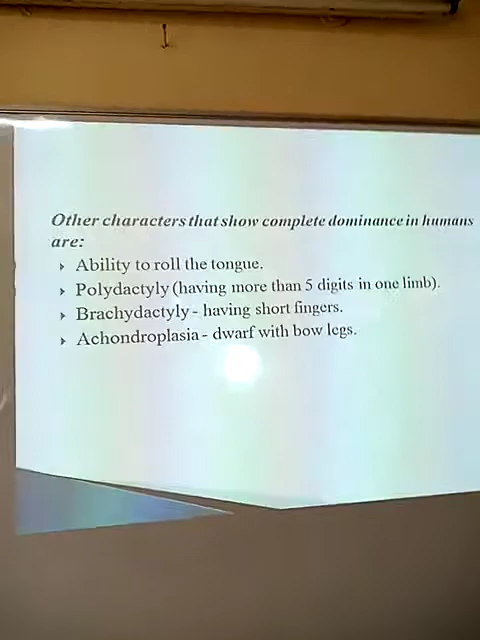 Other characters that show complete dominance in humans
are:
Ability to roll the tongue.
Polydactyly (having more than 5 digits in one limb).
Brachydactyly - having short fingers.
Achondroplasia - dwarf with bow legs.